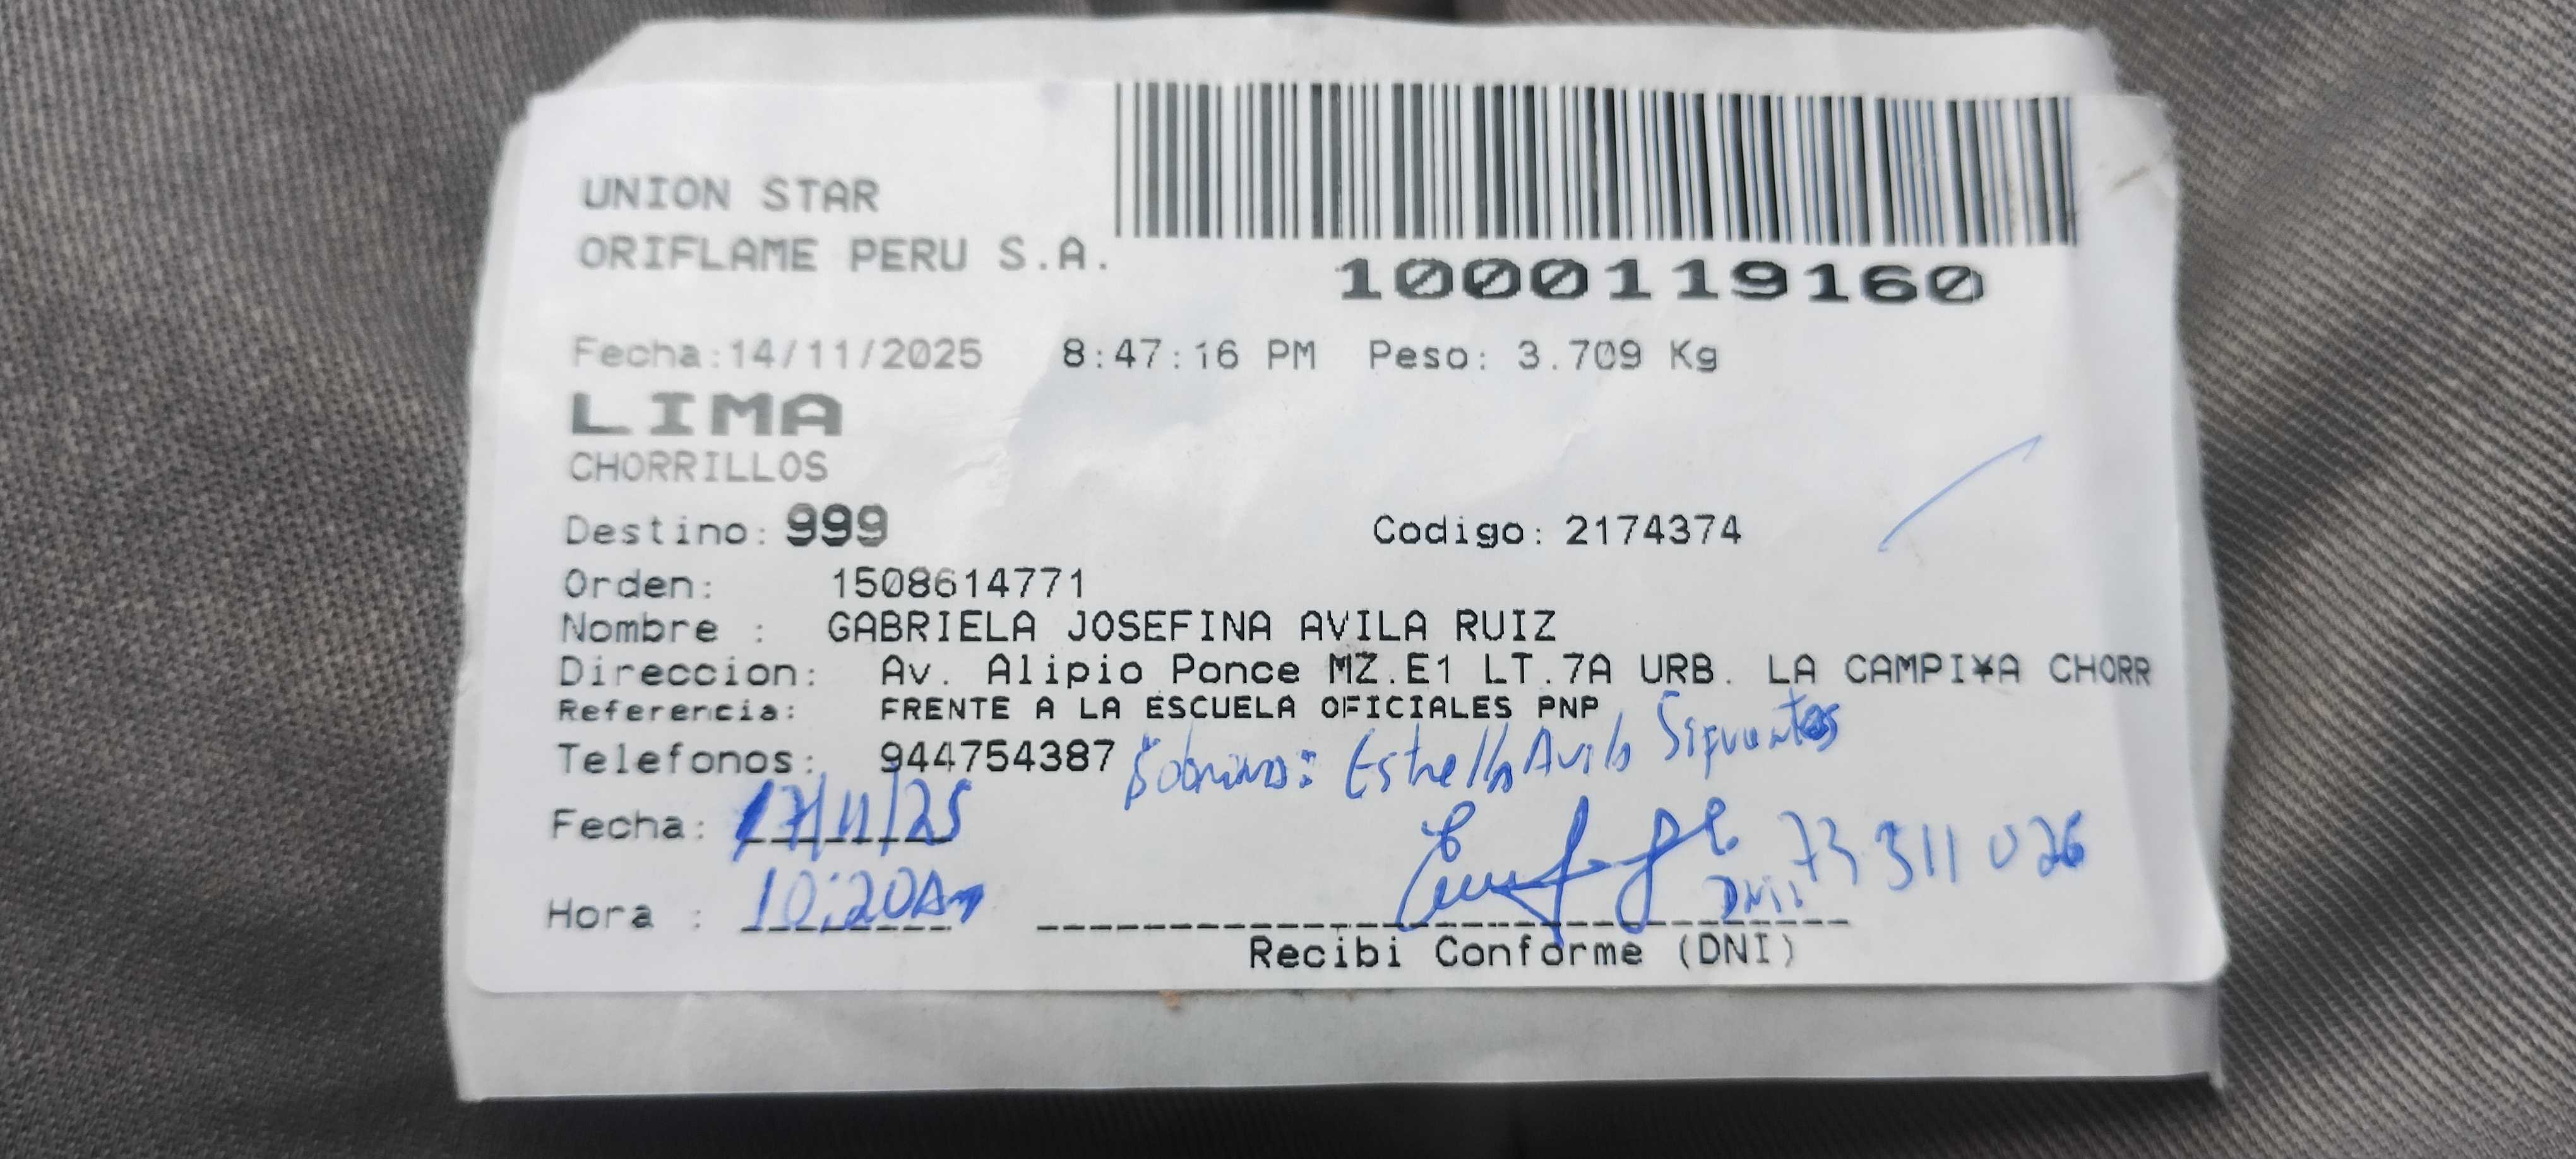 UNION STAR
ORIFLAME PERU S.A.
1000119160
Fecha:14/11/2025 8:47:16 PM Peso: 3.709 Kg
LIMA
CHORRILLOS
Destino: 999 Codigo: 2174374
Orden: 1508614771
Nombre : GABRIELA JOSEFINA AVILA RUIZ
Direccion: Av. Alipio Ponce MZ.E1 LT.7A URB. LA CAMPI¥A CHORR
Referencia: FRENTE A LA ESCUELA OFICIALES PNP
Telefonos: 944754387 Sobrina: Estrella Avila
Fecha: 17/11/25
Hora : 10:20Am DNI: 73311026
Recibi Conforme (DNI)